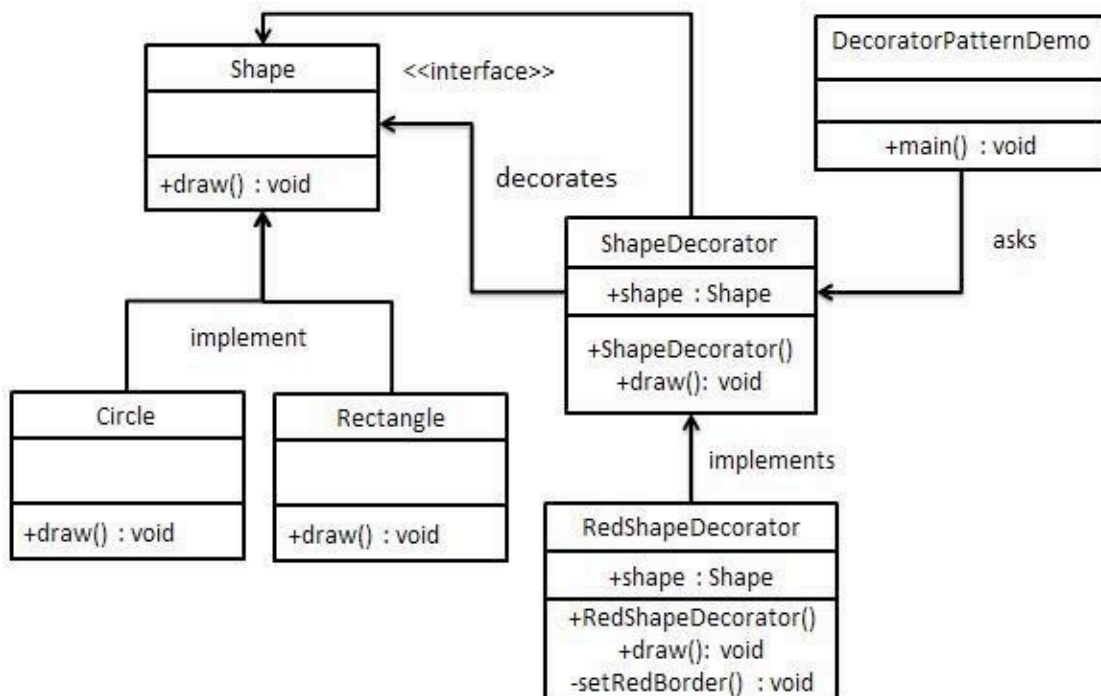 Shape
+draw() : void
<<interface>>
decorates
DecoratorPatternDemo
+main() : void
asks
ShapeDecorator
+shape : Shape
+ShapeDecorator()
+draw(): void
implement
Circle
+draw() : void
Rectangle
+draw() : void
implements
RedShapeDecorator
+shape : Shape
+RedShapeDecorator()
+draw(): void
-setRedBorder() : void